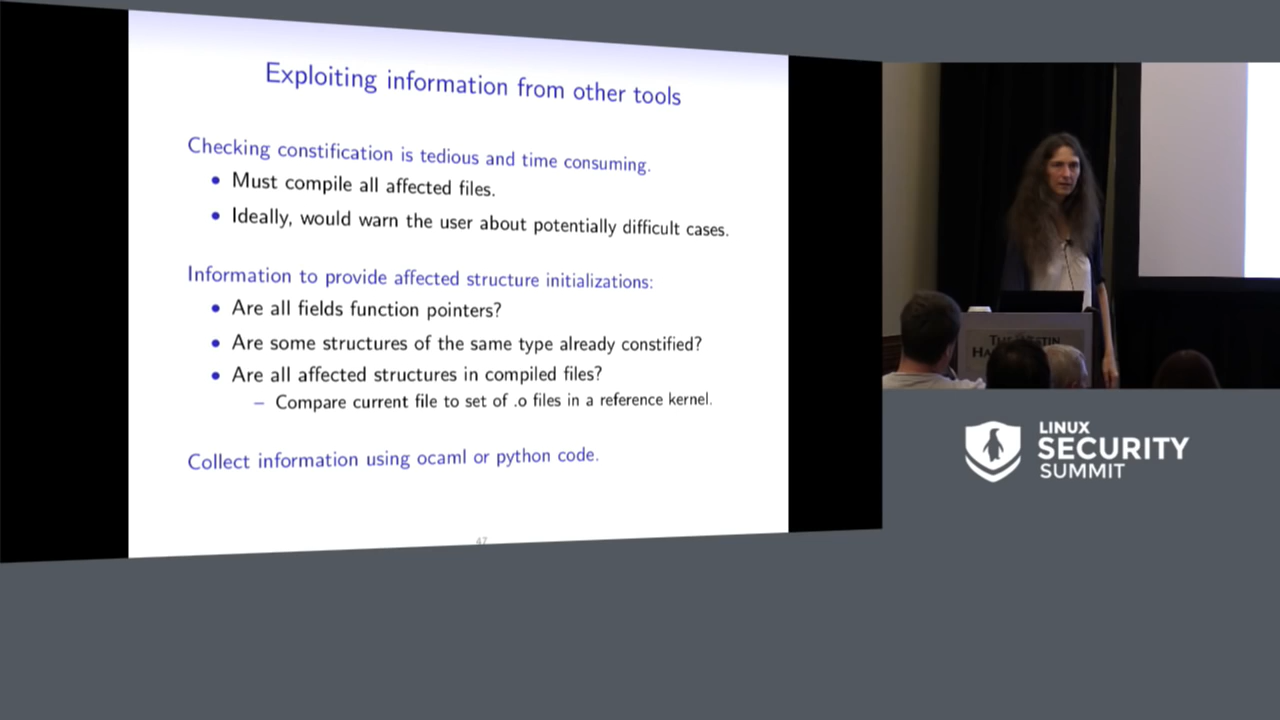 Exploiting information from other tools
Checking constification is tedious and time consuming.
• Must compile all affected files.
• Ideally, would warn the user about potentially difficult cases.
Information to provide affected structure initializations:
• Are all fields function pointers?
• Are some structures of the same type already constified?
• Are all affected structures in compiled files?
– Compare current file to set of .o files in a reference kernel.
Collect information using ocaml or python code.
47
LINUX
SECURITY
SUMMIT